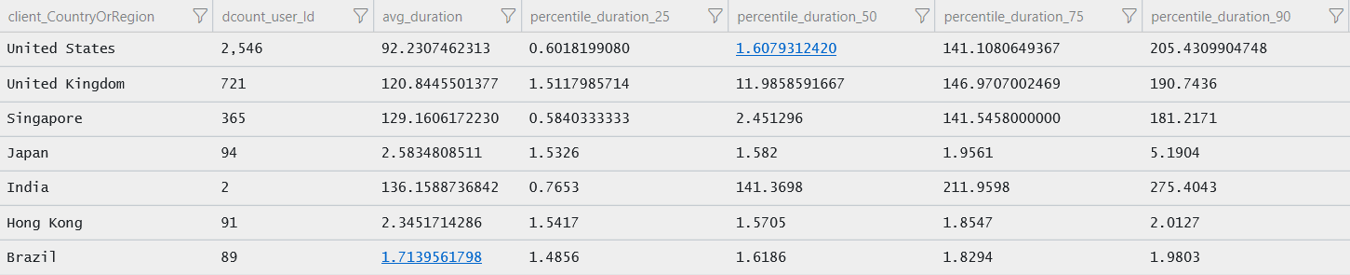 client_CountryOrRegion dcount_user_Id avg_duration percentile_duration_25 percentile_duration_50 percentile_duration_75 percentile_duration_90
United States 2,546 92.2307462313 0.6018199080 1.6079312420 141.1080649367 205.4309904748
United Kingdom 721 120.8445501377 1.5117985714 11.9858591667 146.9707002469 190.7436
Singapore 365 129.1606172230 0.5840333333 2.451296 141.5458000000 181.2171
Japan 94 2.5834808511 1.5326 1.582 1.9561 5.1904
India 2 136.1588736842 0.7653 141.3698 211.9598 275.4043
Hong Kong 91 2.3451714286 1.5417 1.5705 1.8547 2.0127
Brazil 89 1.7139561798 1.4856 1.6186 1.8294 1.9803